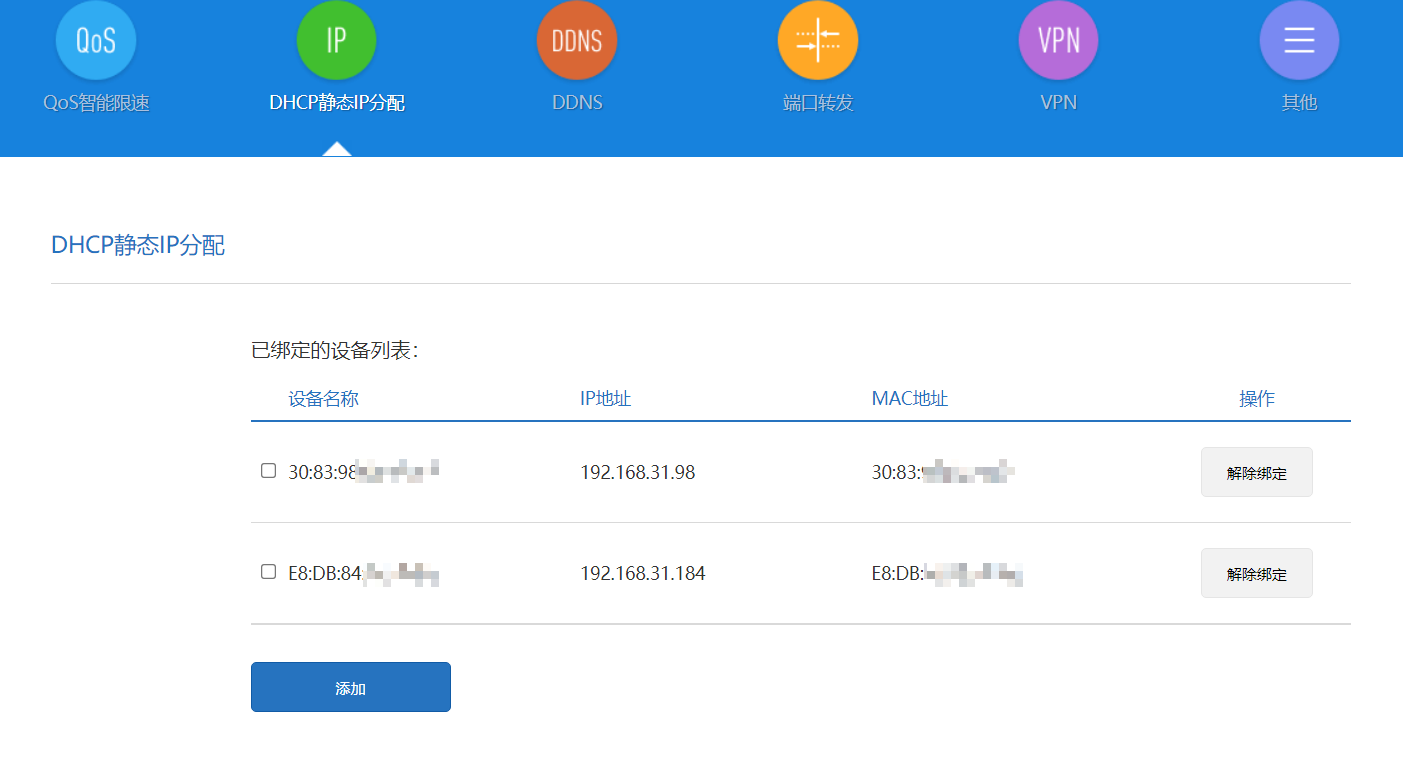 QoS IP DDNS VPN
QoS智能限速 DHCP静态IP分配 DDNS 端口转发 VPN 其他
DHCP静态IP分配
已绑定的设备列表：
设备名称 IP地址 MAC地址 操作
30:83:98 192.168.31.98 30:83: 解除绑定
E8:DB:84 192.168.31.184 E8:DB: 解除绑定
添加